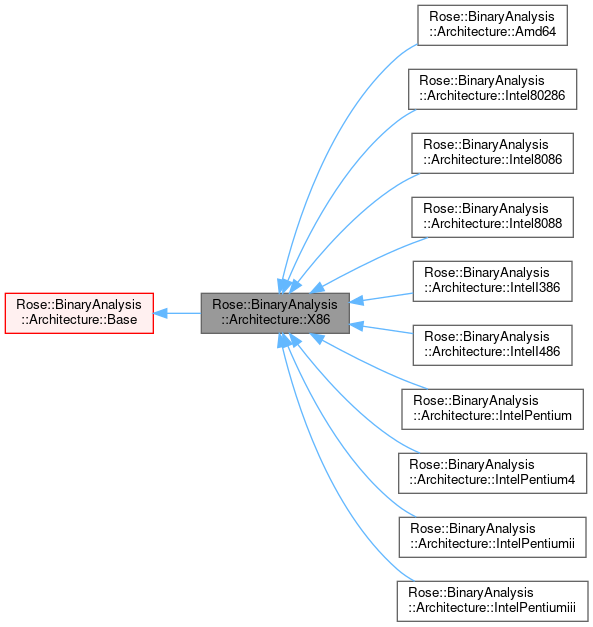 Rose::BinaryAnalysis
::Architecture::Amd64
Rose::BinaryAnalysis
::Architecture::Intel80286
Rose::BinaryAnalysis
::Architecture::Intel8086
Rose::BinaryAnalysis
::Architecture::Intel8088
Rose::BinaryAnalysis
::Architecture::Base
Rose::BinaryAnalysis
::Architecture::X86
Rose::BinaryAnalysis
::Architecture::IntelI386
Rose::BinaryAnalysis
::Architecture::IntelI486
Rose::BinaryAnalysis
::Architecture::IntelPentium
Rose::BinaryAnalysis
::Architecture::IntelPentium4
Rose::BinaryAnalysis
::Architecture::IntelPentiumii
Rose::BinaryAnalysis
::Architecture::IntelPentiumiii